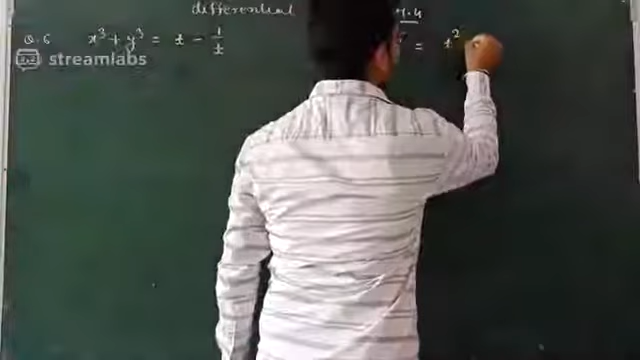 differential
Q.6 x³ + y³ = t - 1/t
= t²
streamlabs